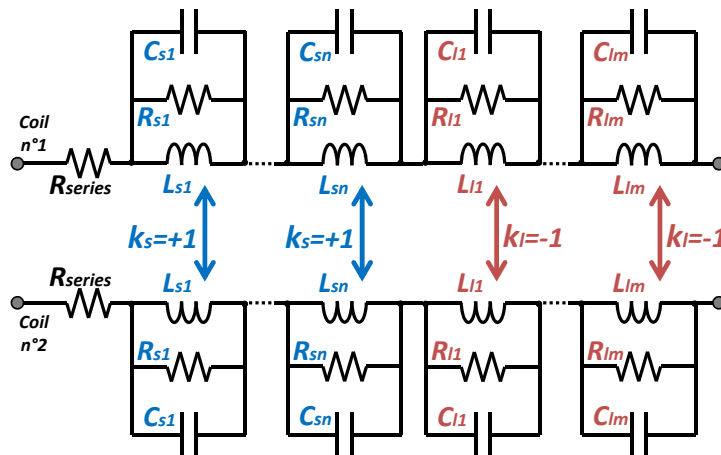 Cs1 Csn Cl1 Clm
Rs1 Rsn Rl1 Rlm
Coil
n°1
Rseries
Ls1 Lsn Ll1 Llm
ks=+1 ks=+1 kl=-1 kl=-1
Rseries
Ls1 Lsn Ll1 Llm
Coil
n°2
Rs1 Rsn Rl1 Rlm
Cs1 Csn Cl1 Clm